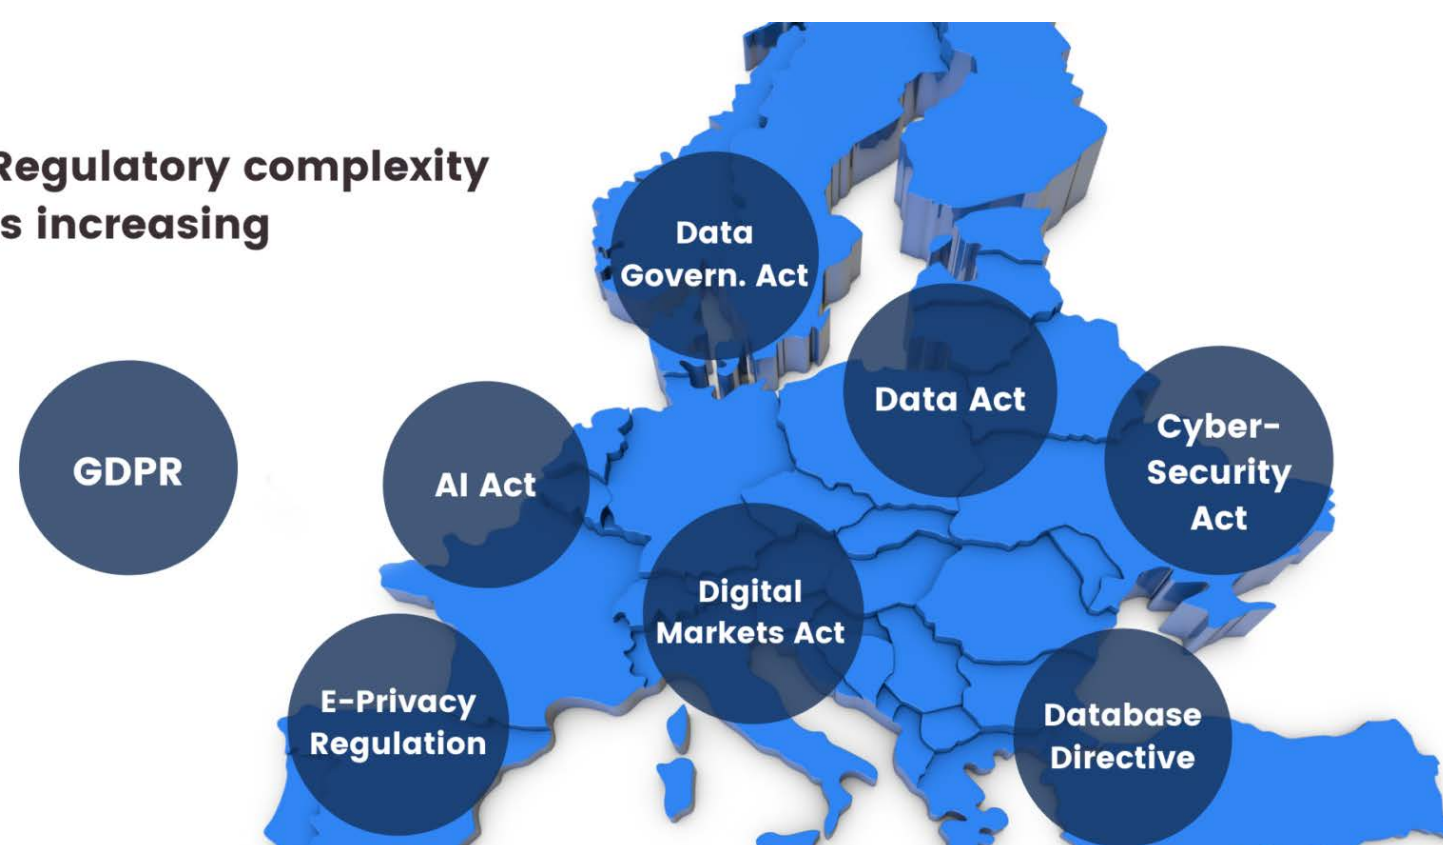 Regulatory complexity
s increasing
Data
Govern. Act
Data Act
Cyber-
Security
Act
GDPR
AI Act
Digital
Markets Act
E-Privacy
Regulation
Database
Directive